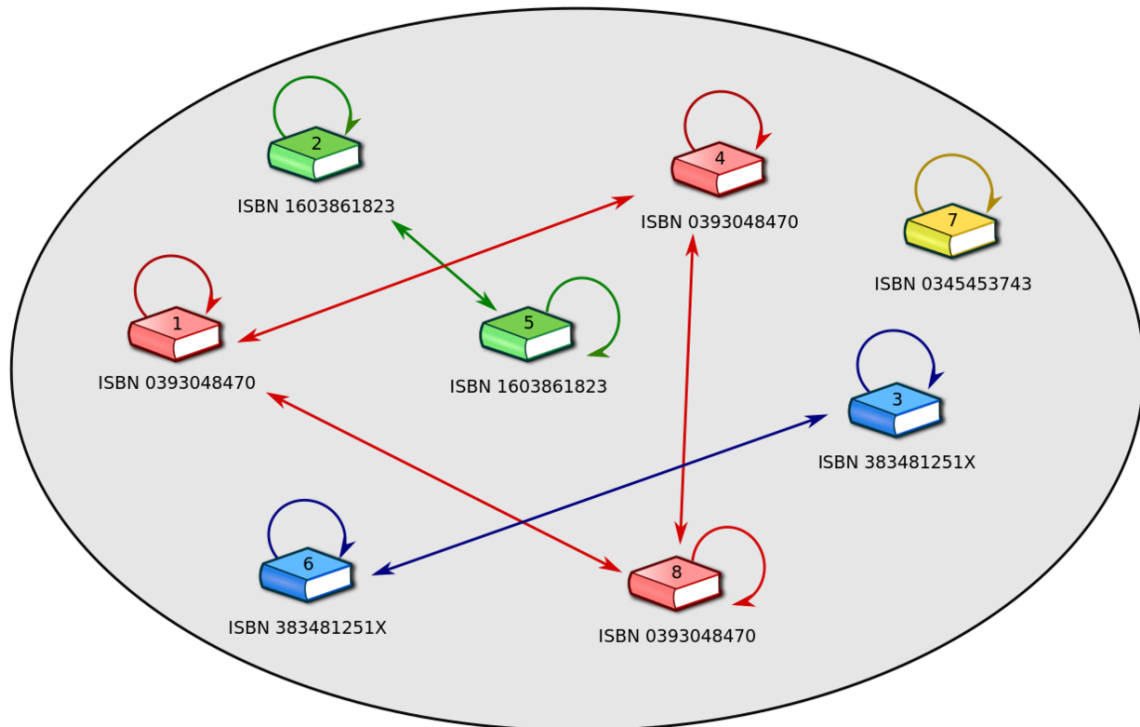 2
ISBN 1603861823
4
ISBN 0393048470
7
ISBN 0345453743
1
ISBN 0393048470
5
ISBN 1603861823
3
ISBN 383481251X
6
ISBN 383481251X
8
ISBN 0393048470